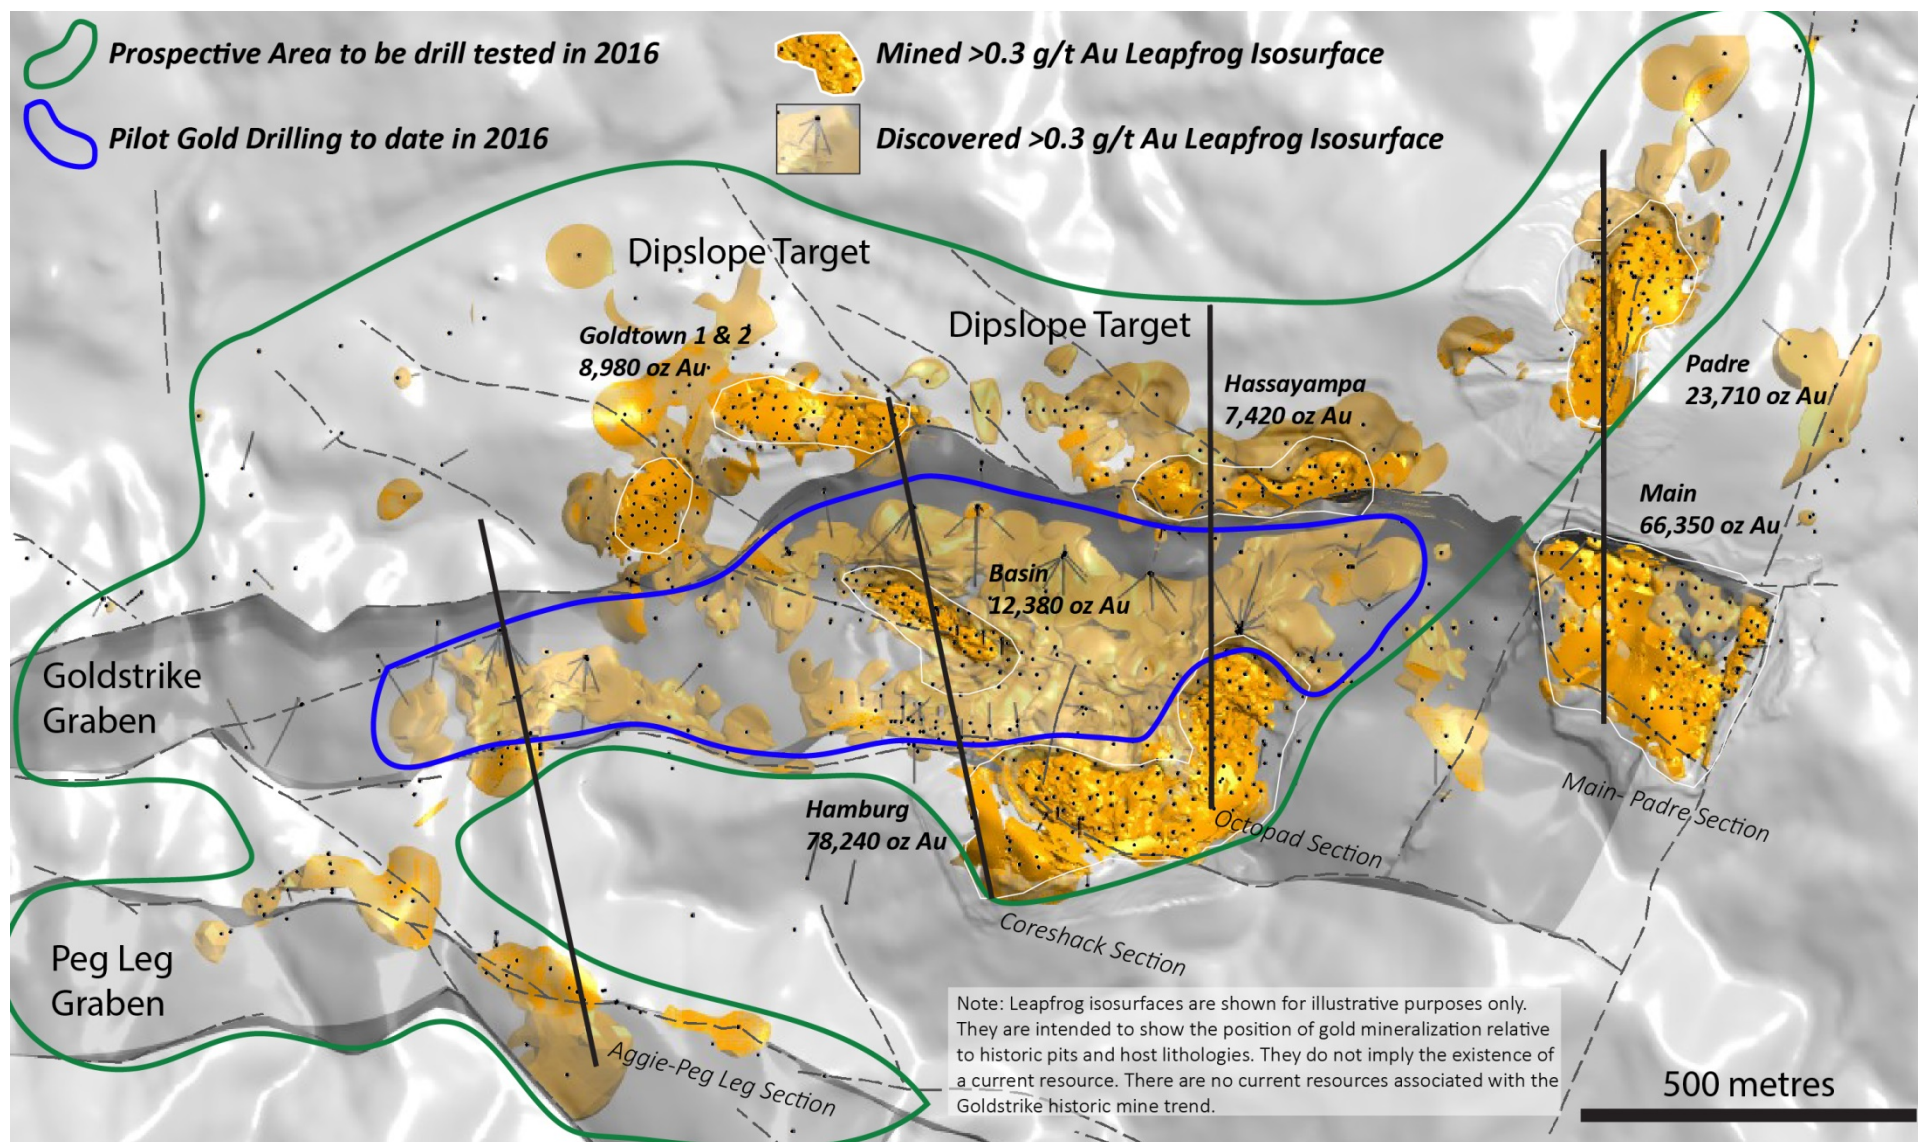 Prospective Area to be drill tested in 2016
Mined >0.3 g/t Au Leapfrog Isosurface
Pilot Gold Drilling to date in 2016
Discovered >0.3 g/t Au Leapfrog Isosurface
Dipslope Target
Dipslope Target
Goldtown 1 & 2
8,980 oz Au
Hassayampa
7,420 oz Au
Padre
23,710 oz Au
Main
66,350 oz Au
Basin
12,380 oz Au
Goldstrike
Graben
Hamburg
78,240 oz Au
Main- Padre Section
Octopad Section
Coreshack Section
Peg Leg
Graben
Aggie-Peg Leg Section
Note: Leapfrog isosurfaces are shown for illustrative purposes only.
They are intended to show the position of gold mineralization relative
to historic pits and host lithologies. They do not imply the existence of
a current resource. There are no current resources associated with the
Goldstrike historic mine trend.
500 metres